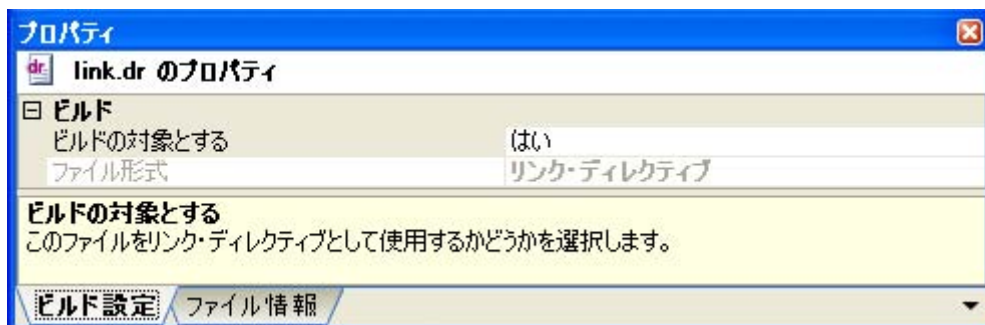 プロパティ
dr. link.dr のプロパティ
ビルド
ビルドの対象とする はい
ファイル形式 リンク・ディレクティブ
ビルドの対象とする
このファイルをリンク・ディレクティブとして使用するかどうかを選択します。
ビルド設定 ファイル情報